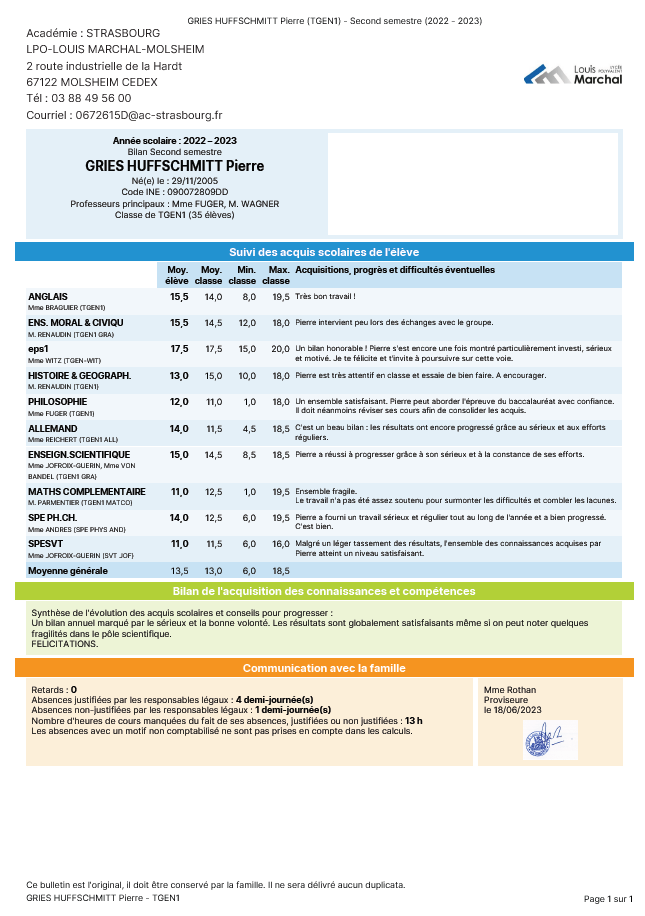 GRIES HUFFSCHMITT Pierre (TGEN1) - Second semestre (2022 - 2023)
Académie : STRASBOURG
LPO-LOUIS MARCHAL-MOLSHEIM
2 route industrielle de la Hardt
67122 MOLSHEIM CEDEX
Tél : 03 88 49 56 00
Courriel : 0672615D@ac-strasbourg.fr
Louis LYCÉE POLYVALENT
Marchal
Année scolaire : 2022 – 2023
Bilan Second semestre
GRIES HUFFSCHMITT Pierre
Né(e) le : 29/11/2005
Code INE : 090072809DD
Professeurs principaux : Mme FUGER, M. WAGNER
Classe de TGEN1 (35 élèves)
Suivi des acquis scolaires de l'élève
Moy. élève Moy. classe Min. classe Max. classe Acquisitions, progrès et difficultés éventuelles
ANGLAIS 15,5 14,0 8,0 19,5 Très bon travail !
Mme BRAGUIER (TGEN1)
ENS. MORAL & CIVIQU 15,5 14,5 12,0 18,0 Pierre intervient peu lors des échanges avec le groupe.
M. RENAUDIN (TGEN1 GRA)
eps1 17,5 17,5 15,0 20,0 Un bilan honorable ! Pierre s'est encore une fois montré particulièrement investi, sérieux
Mme WITZ (TGEN-WIT) et motivé. Je te félicite et t'invite à poursuivre sur cette voie.
HISTOIRE & GEOGRAPH. 13,0 15,0 10,0 18,0 Pierre est très attentif en classe et essaie de bien faire. A encourager.
M. RENAUDIN (TGEN1)
PHILOSOPHIE 12,0 11,0 1,0 18,0 Un ensemble satisfaisant. Pierre peut aborder l'épreuve du baccalauréat avec confiance.
Mme FUGER (TGEN1) Il doit néanmoins réviser ses cours afin de consolider les acquis.
ALLEMAND 14,0 11,5 4,5 18,5 C'est un beau bilan : les résultats ont encore progressé grâce au sérieux et aux efforts
Mme REICHERT (TGEN1 ALL) réguliers.
ENSEIGN.SCIENTIFIQUE 15,0 14,5 8,5 18,5 Pierre a réussi à progresser grâce à son sérieux et à la constance de ses efforts.
Mme JOFROIX-GUERIN, Mme VON
BANDEL (TGEN1 GRA)
MATHS COMPLEMENTAIRE 11,0 12,5 1,0 19,5 Ensemble fragile.
M. PARMENTIER (TGEN1 MATCO) Le travail n'a pas été assez soutenu pour surmonter les difficultés et combler les lacunes.
SPE PH.CH. 14,0 12,5 6,0 19,5 Pierre a fourni un travail sérieux et régulier tout au long de l'année et a bien progressé.
Mme ANDRES (SPE PHYS AND) C'est bien.
SPESVT 11,0 11,5 6,0 16,0 Malgré un léger tassement des résultats, l'ensemble des connaissances acquises par
Mme JOFROIX-GUERIN (SVT JOF) Pierre atteint un niveau satisfaisant.
Moyenne générale 13,5 13,0 6,0 18,5
Bilan de l'acquisition des connaissances et compétences
Synthèse de l'évolution des acquis scolaires et conseils pour progresser :
Un bilan annuel marqué par le sérieux et la bonne volonté. Les résultats sont globalement satisfaisants même si on peut noter quelques
fragilités dans le pôle scientifique.
FELICITATIONS.
Communication avec la famille
Retards : 0
Absences justifiées par les responsables légaux : 4 demi-journée(s)
Absences non-justifiées par les responsables légaux : 1 demi-journée(s)
Nombre d'heures de cours manquées du fait de ses absences, justifiées ou non justifiées : 13 h
Les absences avec un motif non comptabilisé ne sont pas prises en compte dans les calculs.
Mme Rothan
Proviseure
le 18/06/2023
Ce bulletin est l'original, il doit être conservé par la famille. Il ne sera délivré aucun duplicata.
GRIES HUFFSCHMITT Pierre - TGEN1
Page 1 sur 1